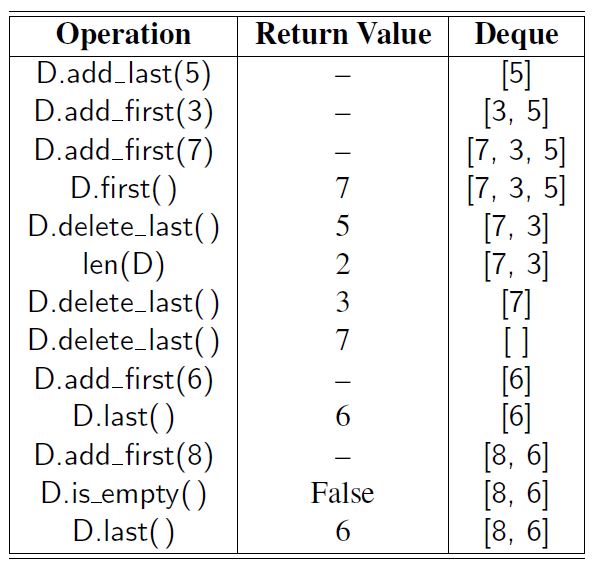 Operation Return Value Deque
D.add_last(5) – [5]
D.add_first(3) – [3, 5]
D.add_first(7) – [7, 3, 5]
D.first() 7 [7, 3, 5]
D.delete_last() 5 [7, 3]
len(D) 2 [7, 3]
D.delete_last() 3 [7]
D.delete_last() 7 [ ]
D.add_first(6) – [6]
D.last() 6 [6]
D.add_first(8) – [8, 6]
D.is_empty() False [8, 6]
D.last() 6 [8, 6]